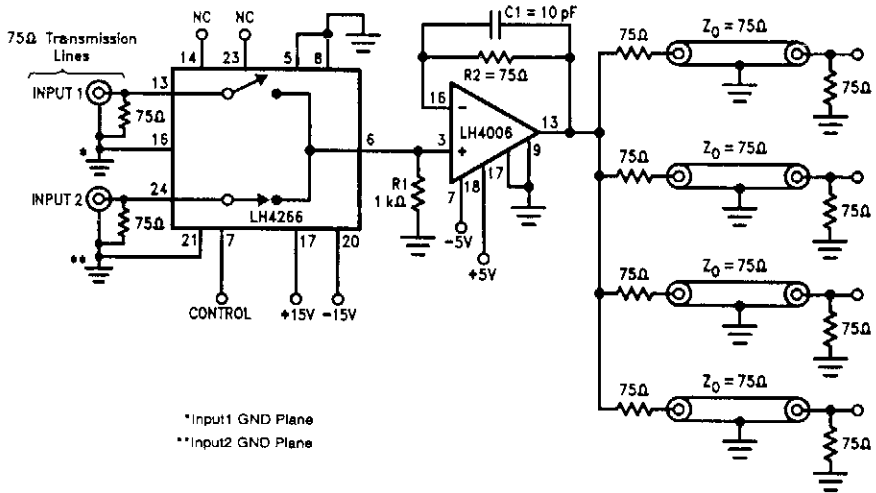 75Ω Transmission
Lines
NC
NC
14
23
5
8
INPUT 1
13
75Ω
*
16
INPUT 2
24
75Ω
LH4266
**
21
7
17
20
CONTROL
+15V
-15V
6
R1
1 kΩ
C1 = 10 pF
R2 = 75Ω
16
-
3
+
LH4006
13
9
7
18
17
-5V
+5V
75Ω
Z₀ = 75Ω
75Ω
75Ω
Z₀ = 75Ω
75Ω
75Ω
Z₀ = 75Ω
75Ω
75Ω
Z₀ = 75Ω
75Ω
*Input1 GND Plane
**Input2 GND Plane